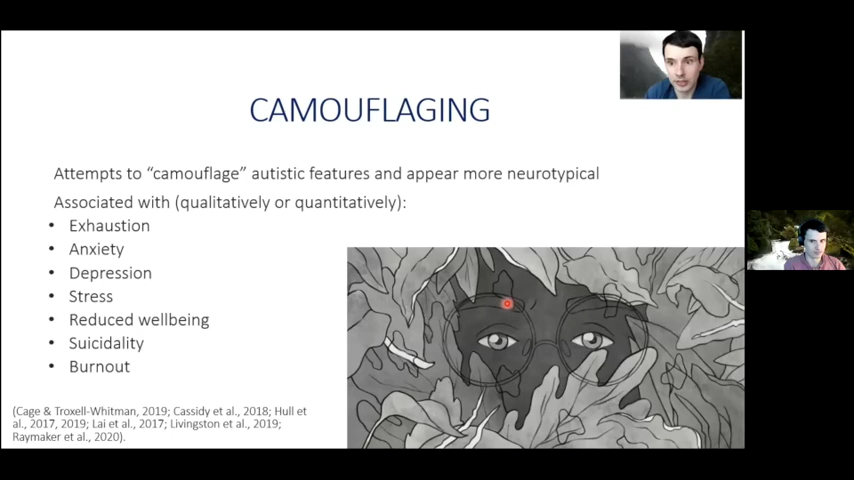 CAMOUFLAGING
Attempts to “camouflage” autistic features and appear more neurotypical
Associated with (qualitatively or quantitatively):
• Exhaustion
• Anxiety
• Depression
• Stress
• Reduced wellbeing
• Suicidality
• Burnout
(Cage & Troxell-Whitman, 2019; Cassidy et al., 2018; Hull et
al., 2017, 2019; Lai et al., 2017; Livingston et al., 2019;
Raymaker et al., 2020).